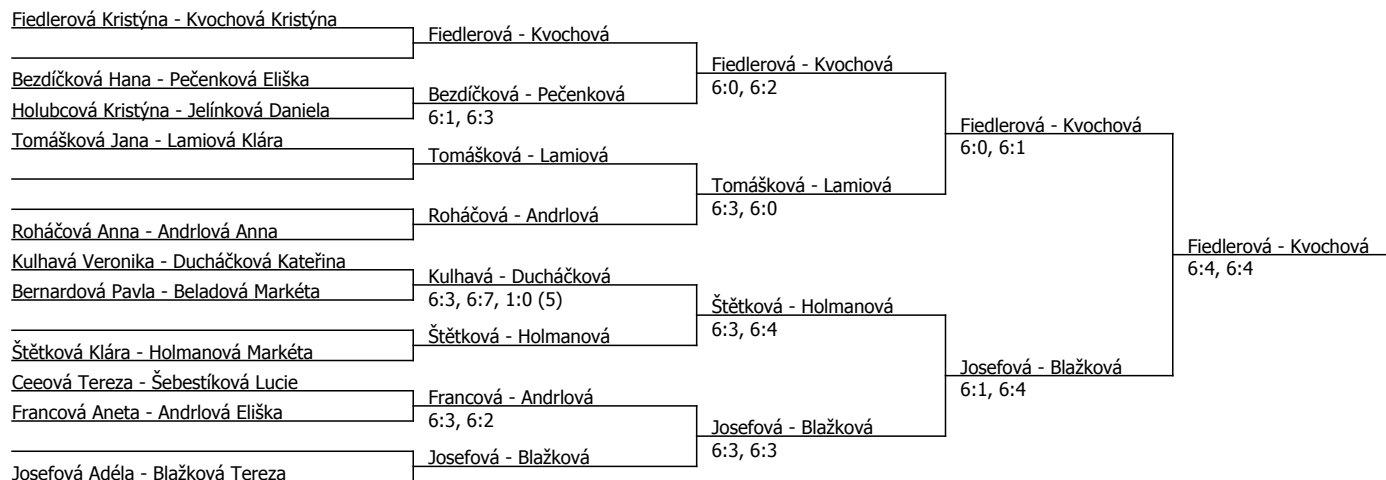 Fiedlerová Kristýna - Kvochová Kristýna
Bezdíčková Hana - Pečenková Eliška
Holubcová Kristýna - Jelínková Daniela
Tomášková Jana - Lamiová Klára
Roháčová Anna - Andrlová Anna
Kulhavá Veronika - Ducháčková Kateřina
Bernardová Pavla - Beladová Markéta
Štětková Klára - Holmanová Markéta
Ceeová Tereza - Šebestíková Lucie
Francová Aneta - Andrlová Eliška
Josefová Adéla - Blažková Tereza
Fiedlerová - Kvochová
Bezdíčková - Pečenková
6:1, 6:3
Tomášková - Lamiová
Roháčová - Andrlová
Kulhavá - Ducháčková
6:3, 6:7, 1:0 (5)
Štětková - Holmanová
Francová - Andrlová
6:3, 6:2
Josefová - Blažková
Fiedlerová - Kvochová
6:0, 6:2
Tomášková - Lamiová
6:3, 6:0
Štětková - Holmanová
6:3, 6:4
Josefová - Blažková
6:3, 6:3
Fiedlerová - Kvochová
6:0, 6:1
Josefová - Blažková
6:1, 6:4
Fiedlerová - Kvochová
6:4, 6:4